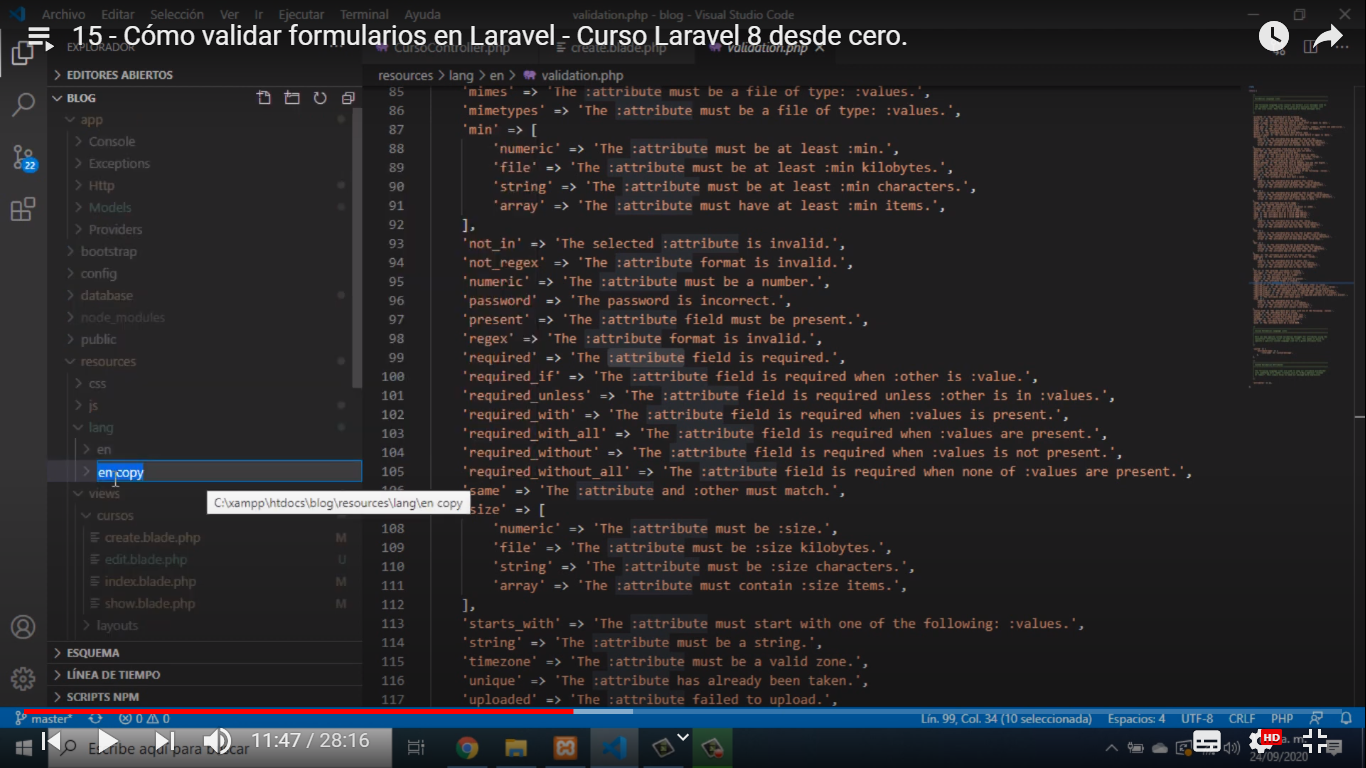 Archivo Editar Selección Ver Ir Ejecutar Terminal Ayuda validation.php - blog - Visual Studio Code
15 - Cómo validar formularios en Laravel - Curso Laravel 8 desde cero.
EXPLORADOR
CursoController.php create.blade.php validation.php
EDITORES ABIERTOS
resources > lang > en > validation.php
BLOG
app
Console
Exceptions
Http
Models
Providers
bootstrap
config
database
node_modules
public
resources
css
js
lang
en
en copy
views
C:\xampp\htdocs\blog\resources\lang\en copy
cursos
create.blade.php M
edit.blade.php U
index.blade.php M
show.blade.php M
layouts
ESQUEMA
LÍNEA DE TIEMPO
SCRIPTS NPM
22
85 'mimes' => 'The :attribute must be a file of type: :values.',
86 'mimetypes' => 'The :attribute must be a file of type: :values.',
87 'min' => [
88 'numeric' => 'The :attribute must be at least :min.',
89 'file' => 'The :attribute must be at least :min kilobytes.',
90 'string' => 'The :attribute must be at least :min characters.',
91 'array' => 'The :attribute must have at least :min items.',
92 ],
93 'not_in' => 'The selected :attribute is invalid.',
94 'not_regex' => 'The :attribute format is invalid.',
95 'numeric' => 'The :attribute must be a number.',
96 'password' => 'The password is incorrect.',
97 'present' => 'The :attribute field must be present.',
98 'regex' => 'The :attribute format is invalid.',
99 'required' => 'The :attribute field is required.',
100 'required_if' => 'The :attribute field is required when :other is :value.',
101 'required_unless' => 'The :attribute field is required unless :other is in :values.',
102 'required_with' => 'The :attribute field is required when :values is present.',
103 'required_with_all' => 'The :attribute field is required when :values are present.',
104 'required_without' => 'The :attribute field is required when :values is not present.',
105 'required_without_all' => 'The :attribute field is required when none of :values are present.',
'same' => 'The :attribute and :other must match.',
size' => [
108 'numeric' => 'The :attribute must be :size.',
109 'file' => 'The :attribute must be :size kilobytes.',
110 'string' => 'The :attribute must be :size characters.',
111 'array' => 'The :attribute must contain :size items.',
112 ],
113 'starts_with' => 'The :attribute must start with one of the following: :values.',
114 'string' => 'The :attribute must be a string.',
115 'timezone' => 'The :attribute must be a valid zone.',
116 'unique' => 'The :attribute has already been taken.',
117 'uploaded' => 'The :attribute failed to upload.',
master* 0 0 Lín. 99, Col. 34 (10 seleccionada) Espacios: 4 UTF-8 CRLF PHP
Escribe aquí para buscar
11:47 / 28:16
HD
a. m.
24/09/2020